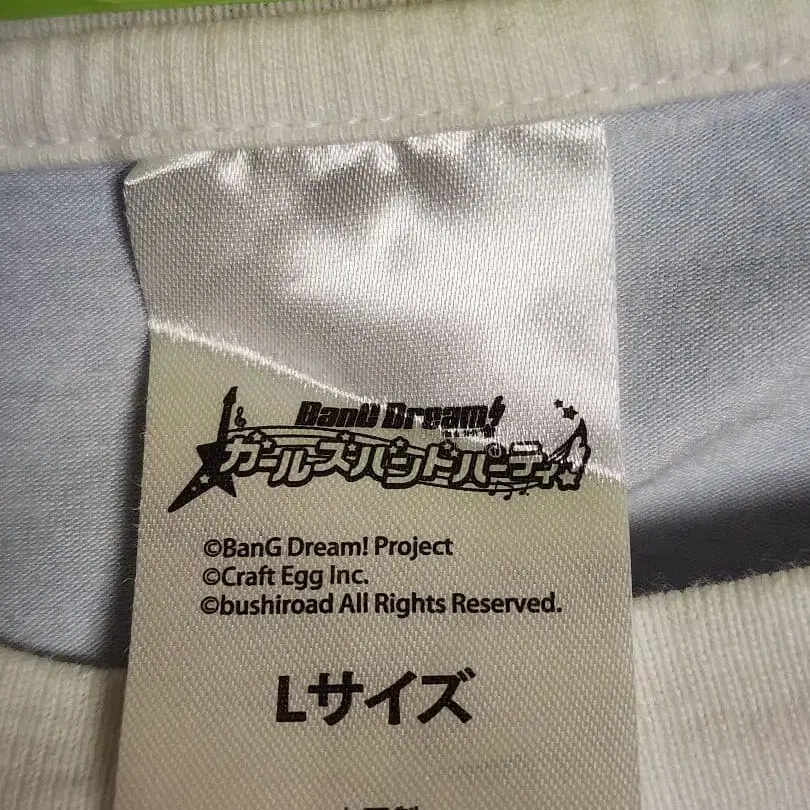 BanG Dream!
ガールズバンドパーティ!
©BanG Dream! Project
©Craft Egg Inc.
©bushiroad All Rights Reserved.
Lサイズ